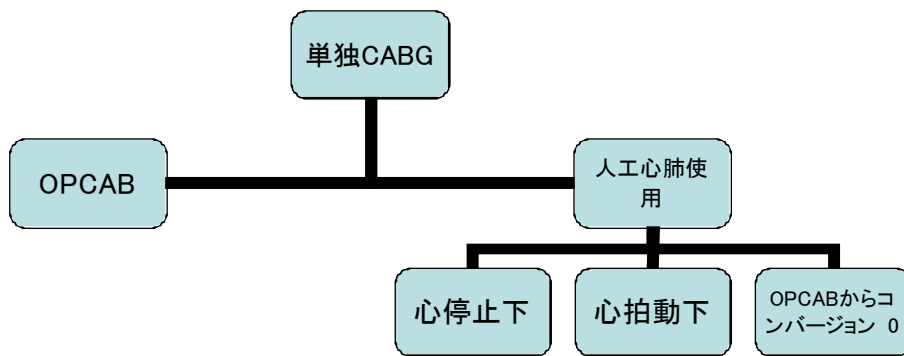 単独CABG
OPCAB
人工心肺使
用
心停止下
心拍動下
OPCABからコ
ンバージョン 0